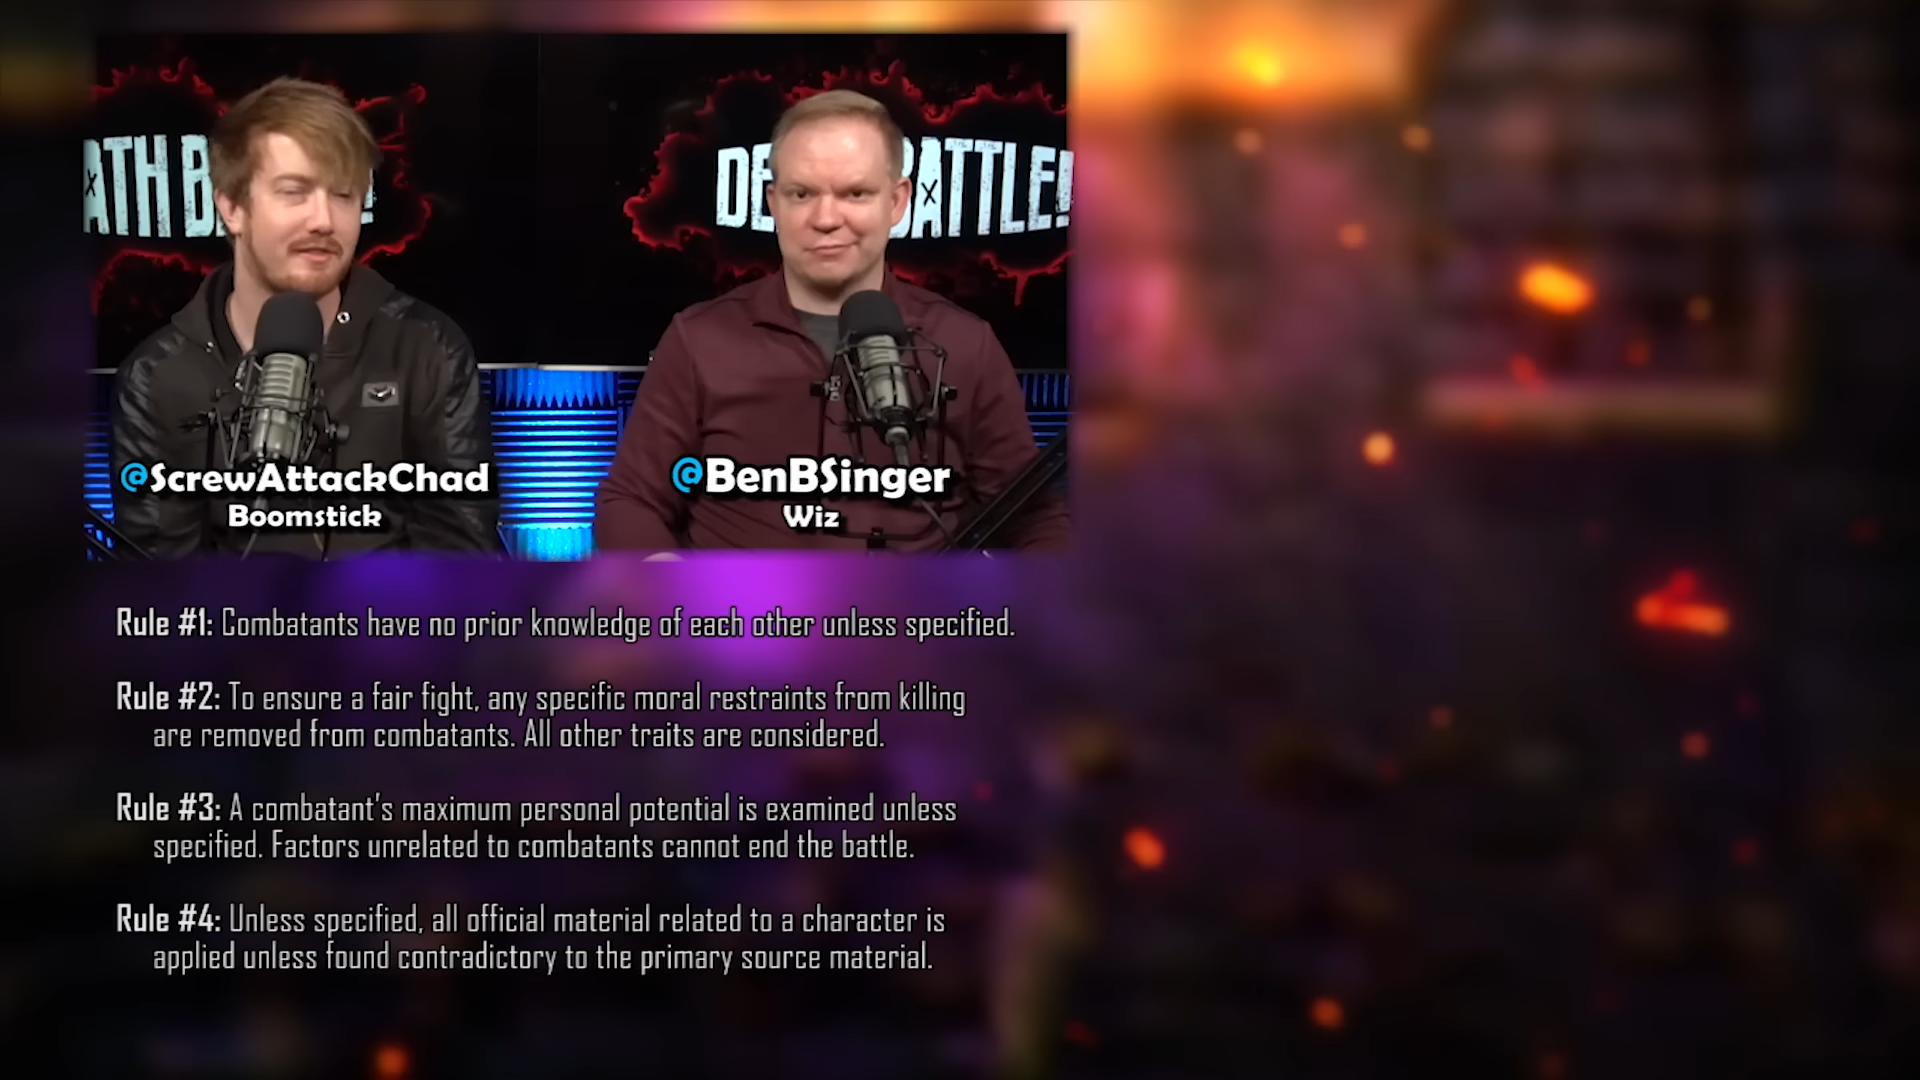 ATH B
DE
BATTLE!
@ScrewAttackChad
Boomstick
@BenBSinger
Wiz
Rule #1: Combatants have no prior knowledge of each other unless specified.
Rule #2: To ensure a fair fight, any specific moral restraints from killing
are removed from combatants. All other traits are considered.
Rule #3: A combatant's maximum personal potential is examined unless
specified. Factors unrelated to combatants cannot end the battle.
Rule #4: Unless specified, all official material related to a character is
applied unless found contradictory to the primary source material.